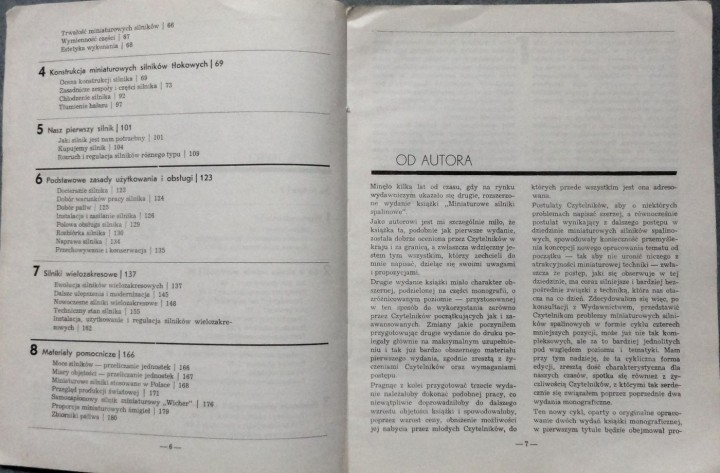 Trwałość miniaturowych silników | 66
Wymienność części | 67
Estetyka wykonania | 68
4 Konstrukcja miniaturowych silników tłokowych | 69
Ocena konstrukcji silnika | 69
Zasadnicze zespoły i części silnika | 73
Chłodzenie silnika | 92
Tłumienie hałasu | 97
5 Nasz pierwszy silnik | 101
Jaki silnik jest nam potrzebny | 101
Kupujemy silnik | 104
Rozruch i regulacja silników różnego typu | 109
6 Podstawowe zasady użytkowania i obsługi | 123
Docieranie silnika | 123
Dobór warunków pracy silnika | 124
Dobór paliw | 125
Instalacja i zasilanie silnika | 126
Polowa obsługa silnika | 129
Rozbiórka silnika | 130
Naprawa silnika | 134
Przechowywanie i konserwacja | 135
7 Silniki wielozakresowe | 137
Ewolucja silników wielozakresowych | 137
Dalsze ulepszenia i modernizacja | 145
Nowoczesne silniki wielozakresowe | 148
Techniczny stan silnika | 155
Instalacja, użytkowanie i regulacja silników wielozakre-
sowych | 162
8 Materiały pomocnicze | 166
Moce silników — przeliczanie jednostek | 166
Miary objętości — przeliczanie jednostek | 167
Miniaturowe silniki stosowane w Polsce | 168
Przegląd produkcji światowej | 171
Samozapłonowy silnik miniaturowy „Wicher" | 176
Proporcje miniaturowych śmigieł | 179
Zbiorniki paliwa | 180
— 6 —
OD AUTORA
Minęło kilka lat od czasu, gdy na rynku
wydawniczym ukazało się drugie, rozszerzo-
ne wydanie książki „Miniaturowe silniki
spalinowe"
Jako autorowi jest mi szczególnie miło, że
książka ta, podobnie jak pierwsze wydanie,
została dobrze oceniona przez Czytelników w
kraju i za granicą, a zwłaszcza wdzięczny je-
stem tym wszystkim, którzy zechcieli do
mnie napisać, dzieląc się swoimi uwagami
i propozycjami.
Drugie wydanie książki miało charakter ob-
szernej, podzielonej na części monografii, o
zróżnicowanym poziomie — przystosowanej
w ten sposób do wykorzystania zarówno
przez Czytelników początkujących jak i za-
awansowanych. Zmiany jakie poczyniłem
przygotowując drugie wydanie do druku po-
legały głównie na maksymalnym uzupełnie-
niu i tak już bardzo obszernego materiału
pierwszego wydania, zgodnie zresztą z ży-
czeniami Czytelników oraz wymaganiami
postępu.
Pragnąc z kolei przygotować trzecie wyda-
nie należałoby dokonać podobnej pracy, co
niewątpliwie doprowadziłoby do dalszego
wzrostu objętości książki i spowodowałoby,
poprzez wzrost ceny, obniżenie możliwości
jej nabycia przez młodych Czytelników, do
których przede wszystkim jest ona adreso-
wana.
Postulaty Czytelników, aby o niektórych
problemach napisać szerzej, a równocześnie
postulat wynikający z dalszego postępu w
dziedzinie miniaturowych silników spalino-
wych, spowodowały konieczność przemyśle-
nia koncepcji nowego opracowania tematu od
początku — tak aby nie uronić niczego z
atrakcyjności miniaturowej techniki — zwła-
szcza że postęp, jaki się obserwuje w tej
dziedzinie, ma coraz silniejsze i bardziej bez-
pośrednie związki z techniką, która nas ota-
cza na co dzień. Zdecydowałem się więc, po
konsultacji z Wydawnictwem, przedstawić
Czytelnikom problemy miniaturowych silni-
ków spalinowych w formie cyklu czterech
mniejszych pozycji, może już nie tak kom-
pleksowych, ale za to bardziej jednolitych
pod względem poziomu i tematyki. Mam
przy tym nadzieję, że ta cykliczna forma
edycji, zresztą dość charakterystyczna dla
naszych czasów, spotka się również z ży-
czliwością Czytelników, z którymi tak serde-
cznie się związałem poprzez poprzednie dwa
wydania monograficzne.
Ten nowy cykl, oparty o oryginalne opraco-
wanie dwóch wydań książki monograficznej,
w pierwszym tytule będzie obejmował pro-
— 7 —